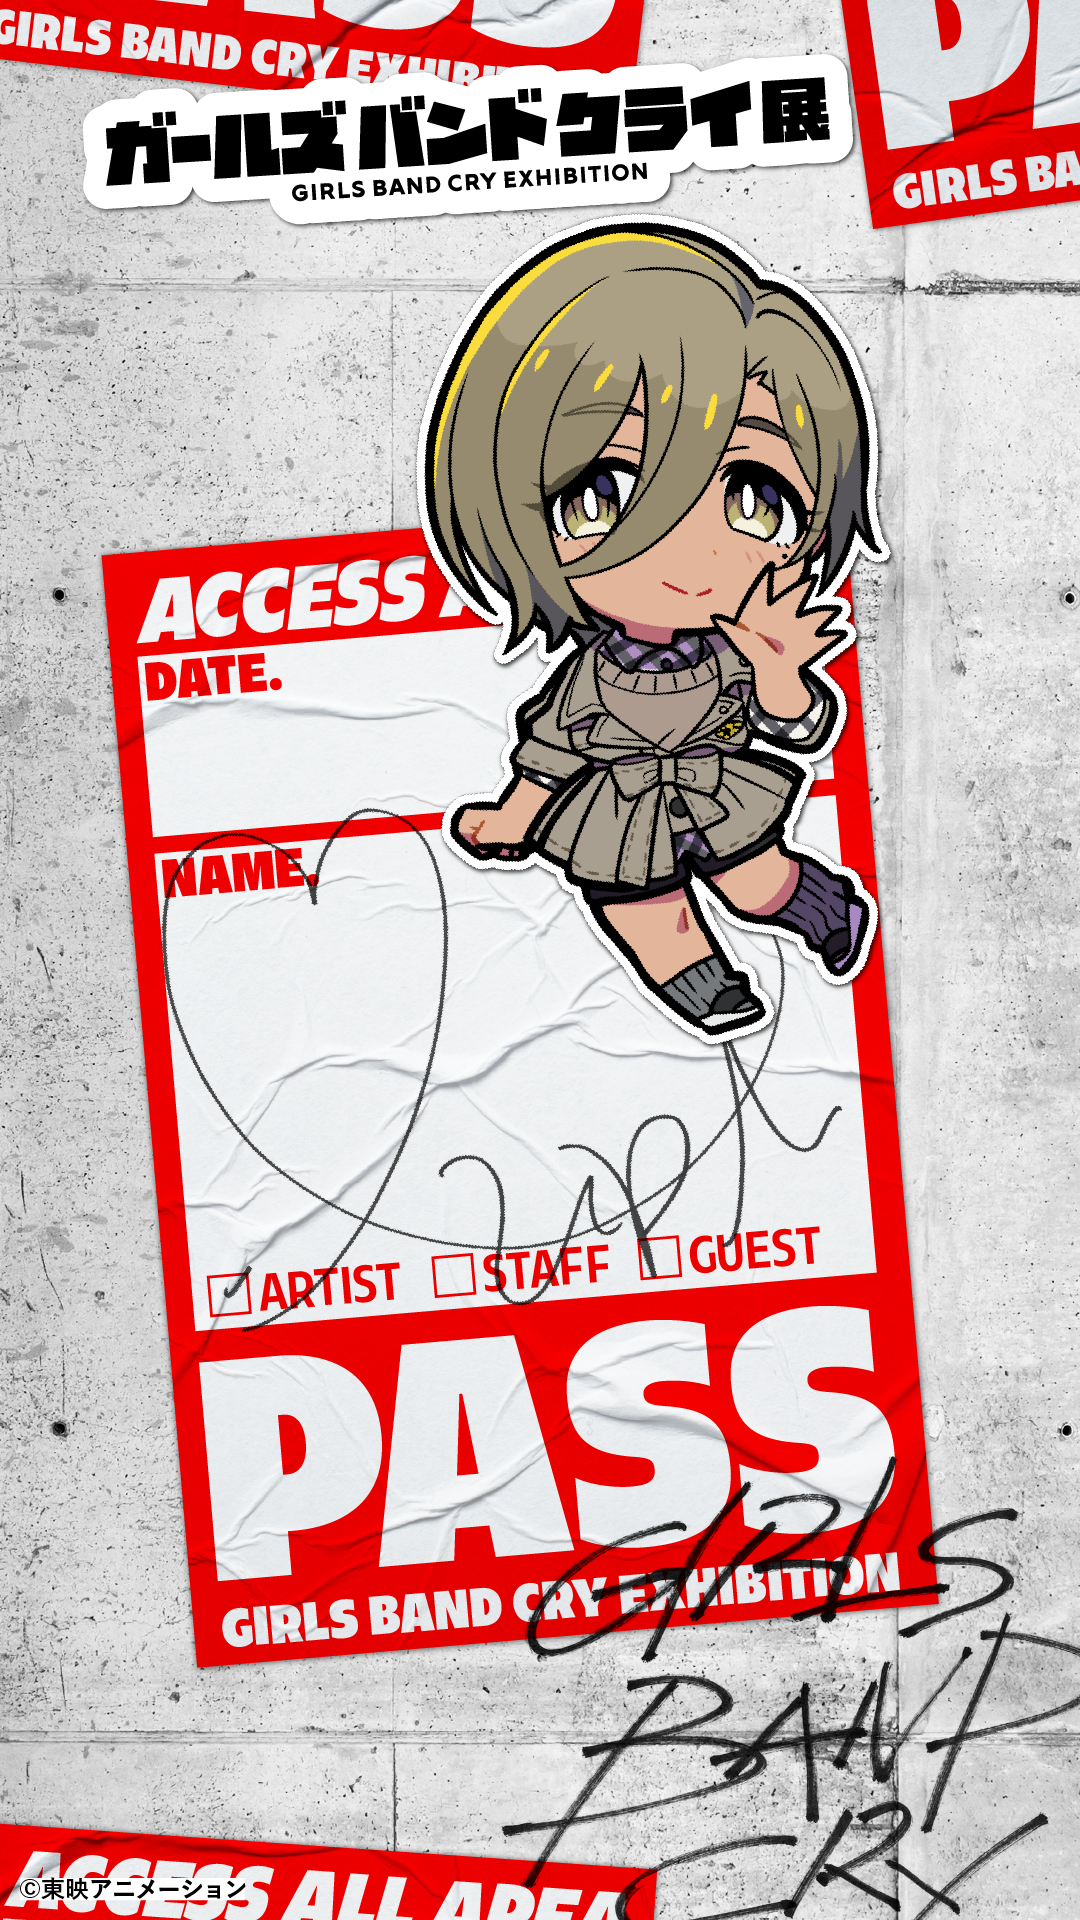 GIRLS BAND CRY EXHIBI
GIRLS BA
ガールズバンドクライ展
GIRLS BAND CRY EXHIBITION
ACCESS A
DATE.
NAME.
ARTIST
STAFF
GUEST
PASS
GIRLS BAND CRY EXHIBITION
GIRLS
BAND
CRY
ACCESS ALL AREA
©東映アニメーション